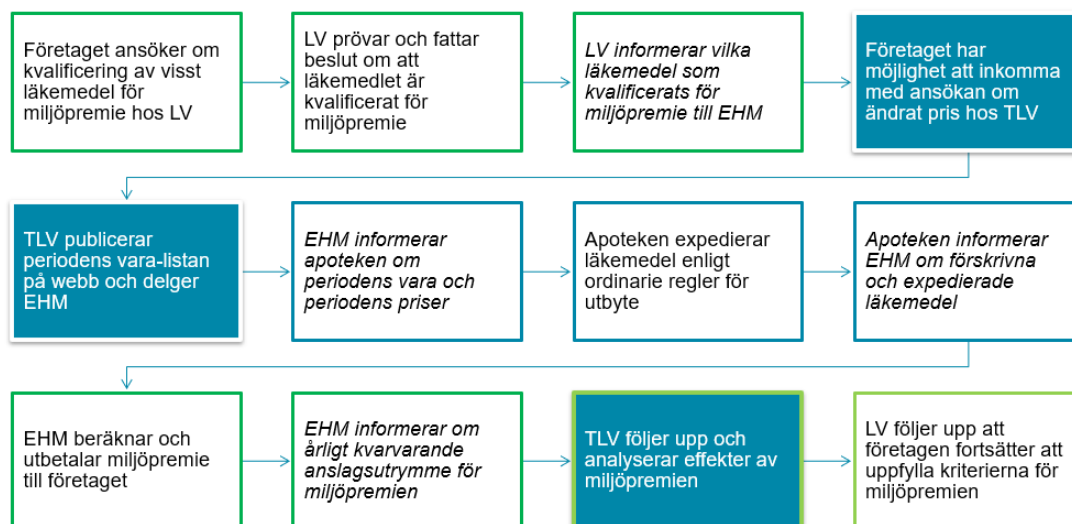 Företaget ansöker om
kvalificering av visst
läkemedel för
miljöpremie hos LV
LV prövar och fattar
beslut om att
läkemedlet är
kvalificerat för
miljöpremie
LV informerar vilka
läkemedel som
kvalificerats för
miljöpremie till EHM
Företaget har
möjlighet att inkomma
med ansökan om
ändrat pris hos TLV
TLV publicerar
periodens vara-listan
på webb och delger
EHM
EHM informerar
apoteken om
periodens vara och
periodens priser
Apoteken expedierar
läkemedel enligt
ordinarie regler för
utbyte
Apoteken informerar
EHM om förskrivna
och expedierade
läkemedel
EHM beräknar och
utbetalar miljöpremie
till företaget
EHM informerar om
årligt kvarvarande
anslagsutrymme för
miljöpremien
TLV följer upp och
analyserar effekter av
miljöpremien
LV följer upp att
företagen fortsätter att
uppfylla kriterierna för
miljöpremien